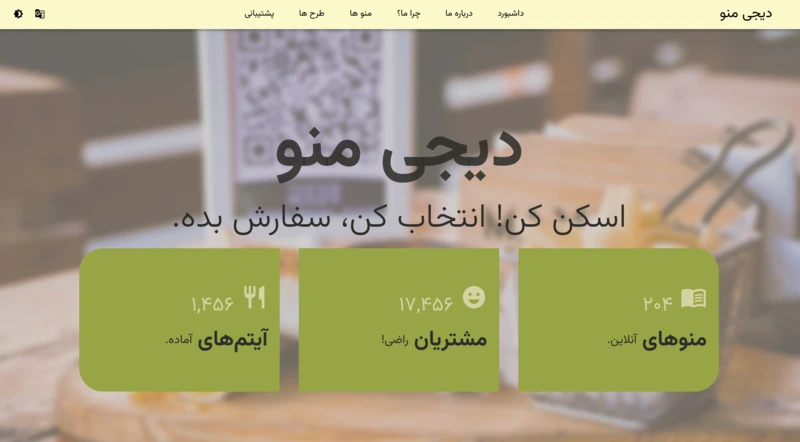 دیجی منو
داشبورد
درباره ما
چرا ما؟
منو ها
طرح ها
پشتیبانی
دیجی منو
اسکن کن! انتخاب کن، سفارش بده.
۲۰۴
منوهای آنلاین.
۱۷,۴۵۶
مشتریان راضی!
۱,۴۵۶
آیتم‌های آماده.